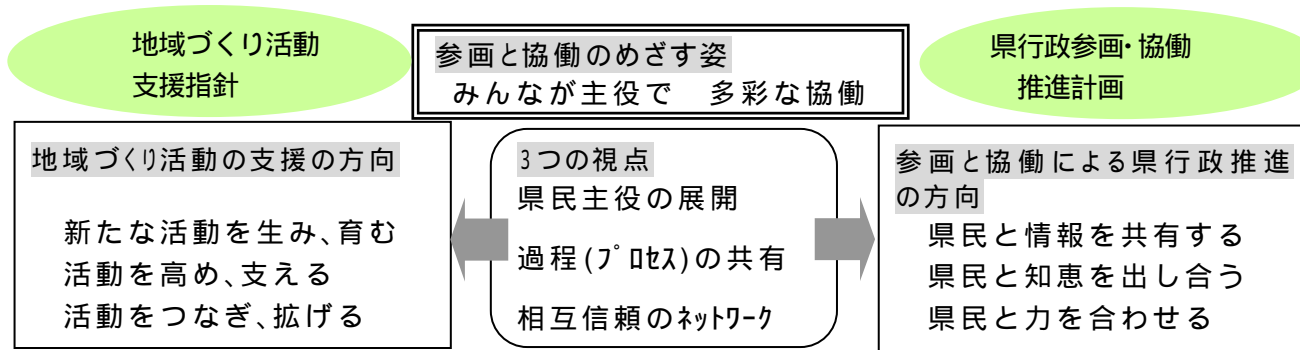 地域づくり活動
支援指針
参画と協働のめざす姿
みんなが主役で　多彩な協働
県行政参画・協働
推進計画
地域づくり活動の支援の方向
新たな活動を生み、育む
活動を高め、支える
活動をつなぎ、拡げる
3つの視点
県民主役の展開
過程(ﾌﾟﾛｾｽ)の共有
相互信頼のﾈｯﾄﾜｰｸ
参画と協働による県行政推進
の方向
県民と情報を共有する
県民と知恵を出し合う
県民と力を合わせる